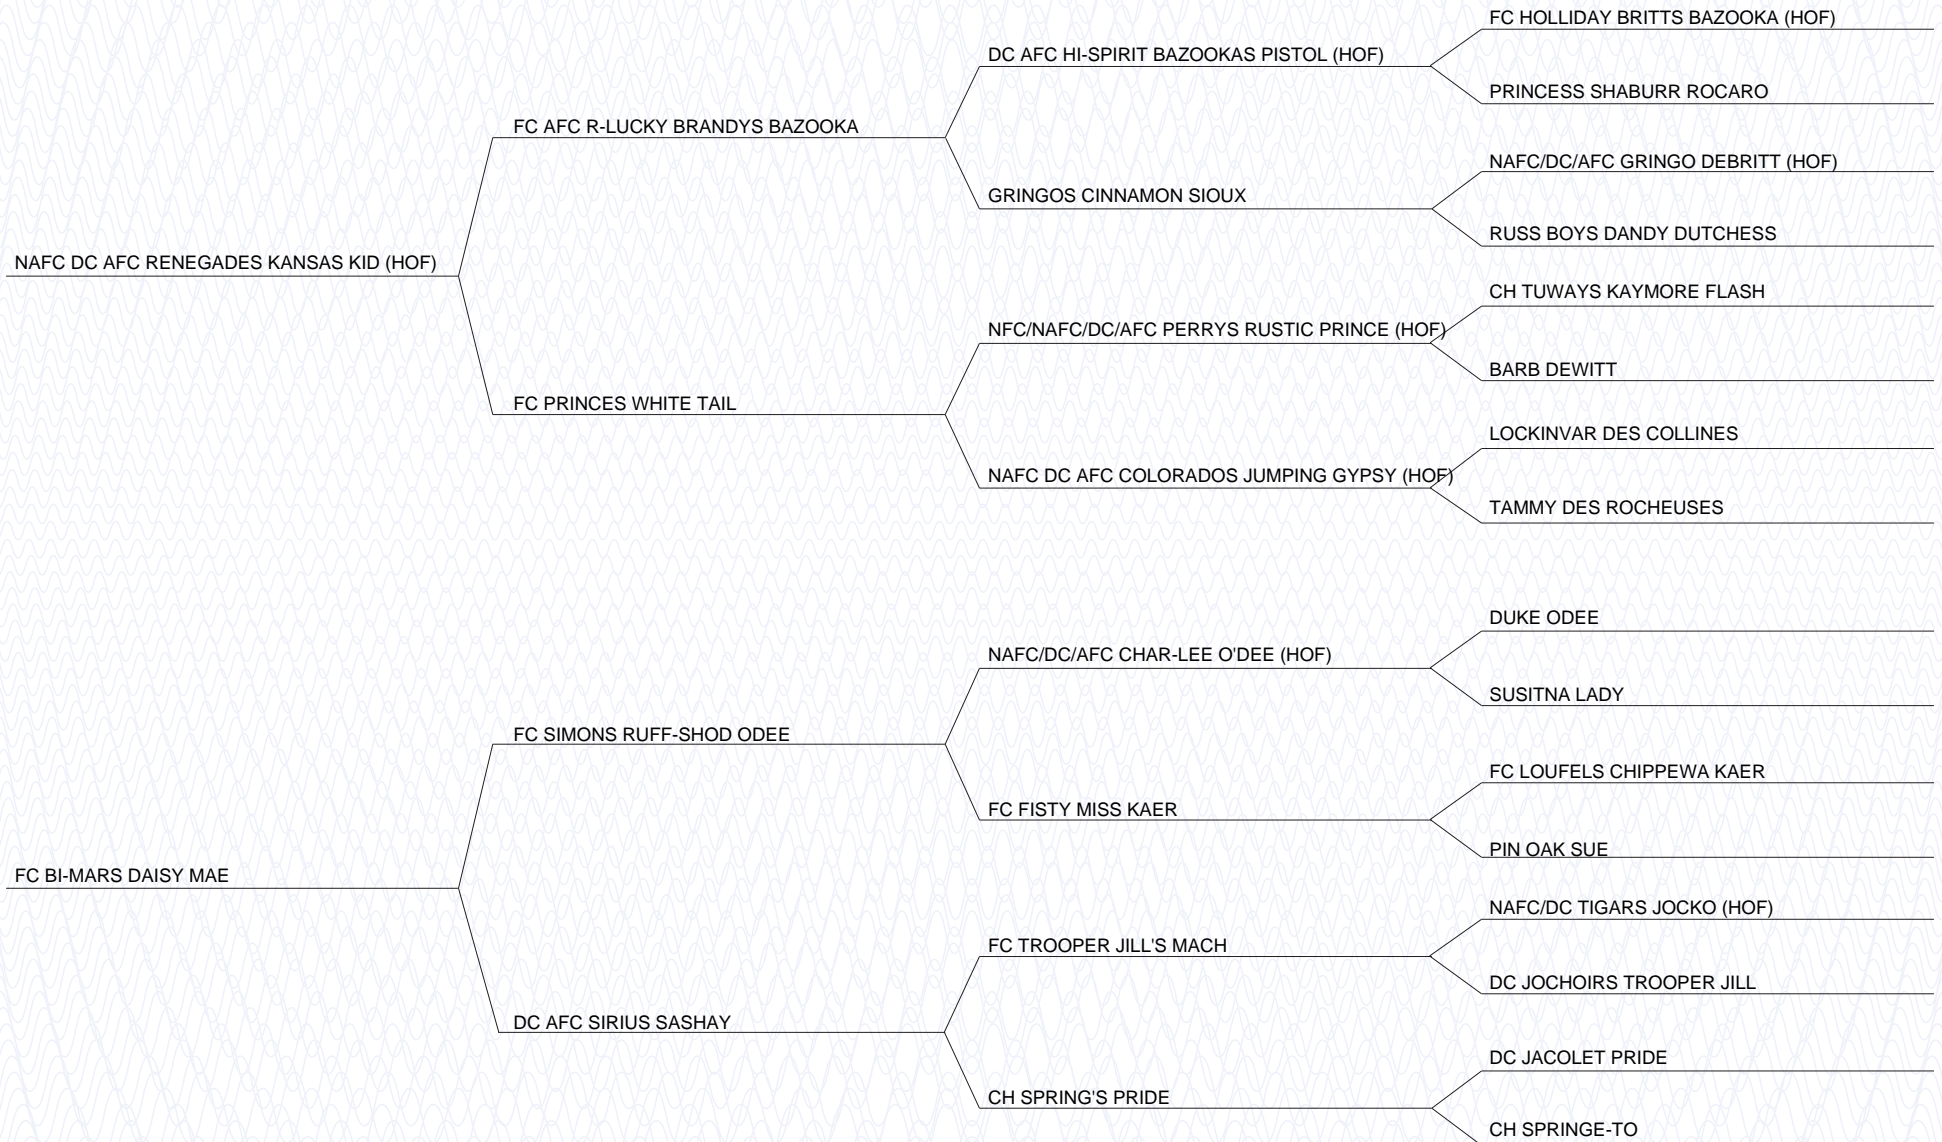 FC HOLLIDAY BRITTS BAZOOKA (HOF)
DC AFC HI-SPIRIT BAZOOKAS PISTOL (HOF)
PRINCESS SHABURR ROCARO
FC AFC R-LUCKY BRANDYS BAZOOKA
NAFC/DC/AFC GRINGO DEBRITT (HOF)
GRINGOS CINNAMON SIOUX
RUSS BOYS DANDY DUTCHESS
NAFC DC AFC RENEGADES KANSAS KID (HOF)
CH TUWAYS KAYMORE FLASH
NFC/NAFC/DC/AFC PERRYS RUSTIC PRINCE (HOF)
BARB DEWITT
FC PRINCES WHITE TAIL
LOCKINVAR DES COLLINES
NAFC DC AFC COLORADOS JUMPING GYPSY (HOF)
TAMMY DES ROCHEUSES
DUKE ODEE
NAFC/DC/AFC CHAR-LEE O'DEE (HOF)
SUSITNA LADY
FC SIMONS RUFF-SHOD ODEE
FC LOUFELS CHIPPEWA KAER
FC FISTY MISS KAER
PIN OAK SUE
FC BI-MARS DAISY MAE
NAFC/DC TIGARS JOCKO (HOF)
FC TROOPER JILL'S MACH
DC JOCHOIRS TROOPER JILL
DC AFC SIRIUS SASHAY
DC JACOLET PRIDE
CH SPRING'S PRIDE
CH SPRINGE-TO